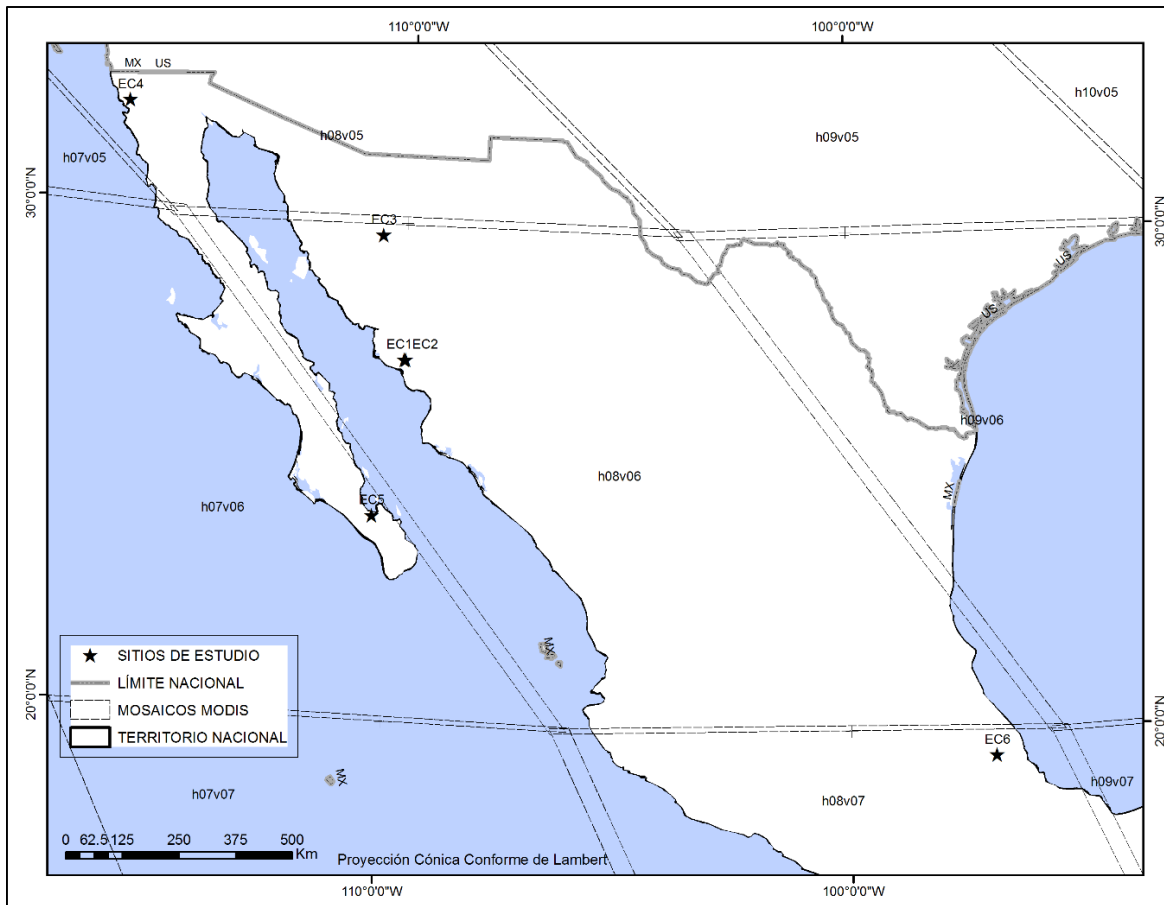 110°0'0"W 100°0'0"W
MX US
EC4
h10v05
h08v05
h09v05
h07v05
30°0'0"N
30°0'0"N
EC3
US
US
EC1EC2
h09v06
h08v06
MX
h07v06
EC5
MX
SITIOS DE ESTUDIO
LÍMITE NACIONAL
MOSAICOS MODIS
TERRITORIO NACIONAL
20°0'0"N
20°0'0"N
EC6
MX
h09v07
h07v07
h08v07
0 62.5 125 250 375 500
Km
Proyección Cónica Conforme de Lambert
110°0'0"W 100°0'0"W